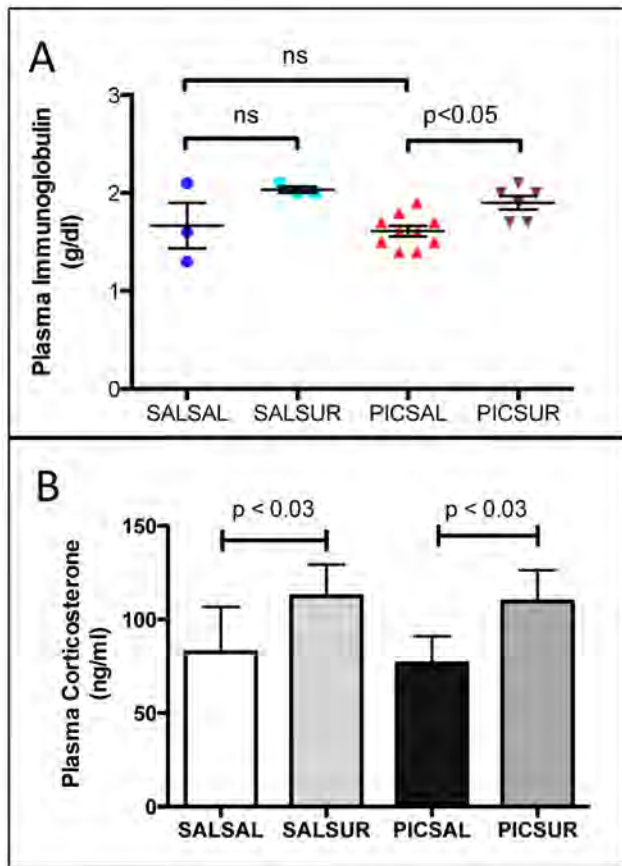 A
ns
ns
p<0.05
Plasma Immunoglobulin
(g/dl)
3
2
1
0
SALSAL SALSUR PICSAL PICSUR
B
p < 0.03
p < 0.03
Plasma Corticosterone
(ng/ml)
150
100
50
0
SALSAL SALSUR PICSAL PICSUR